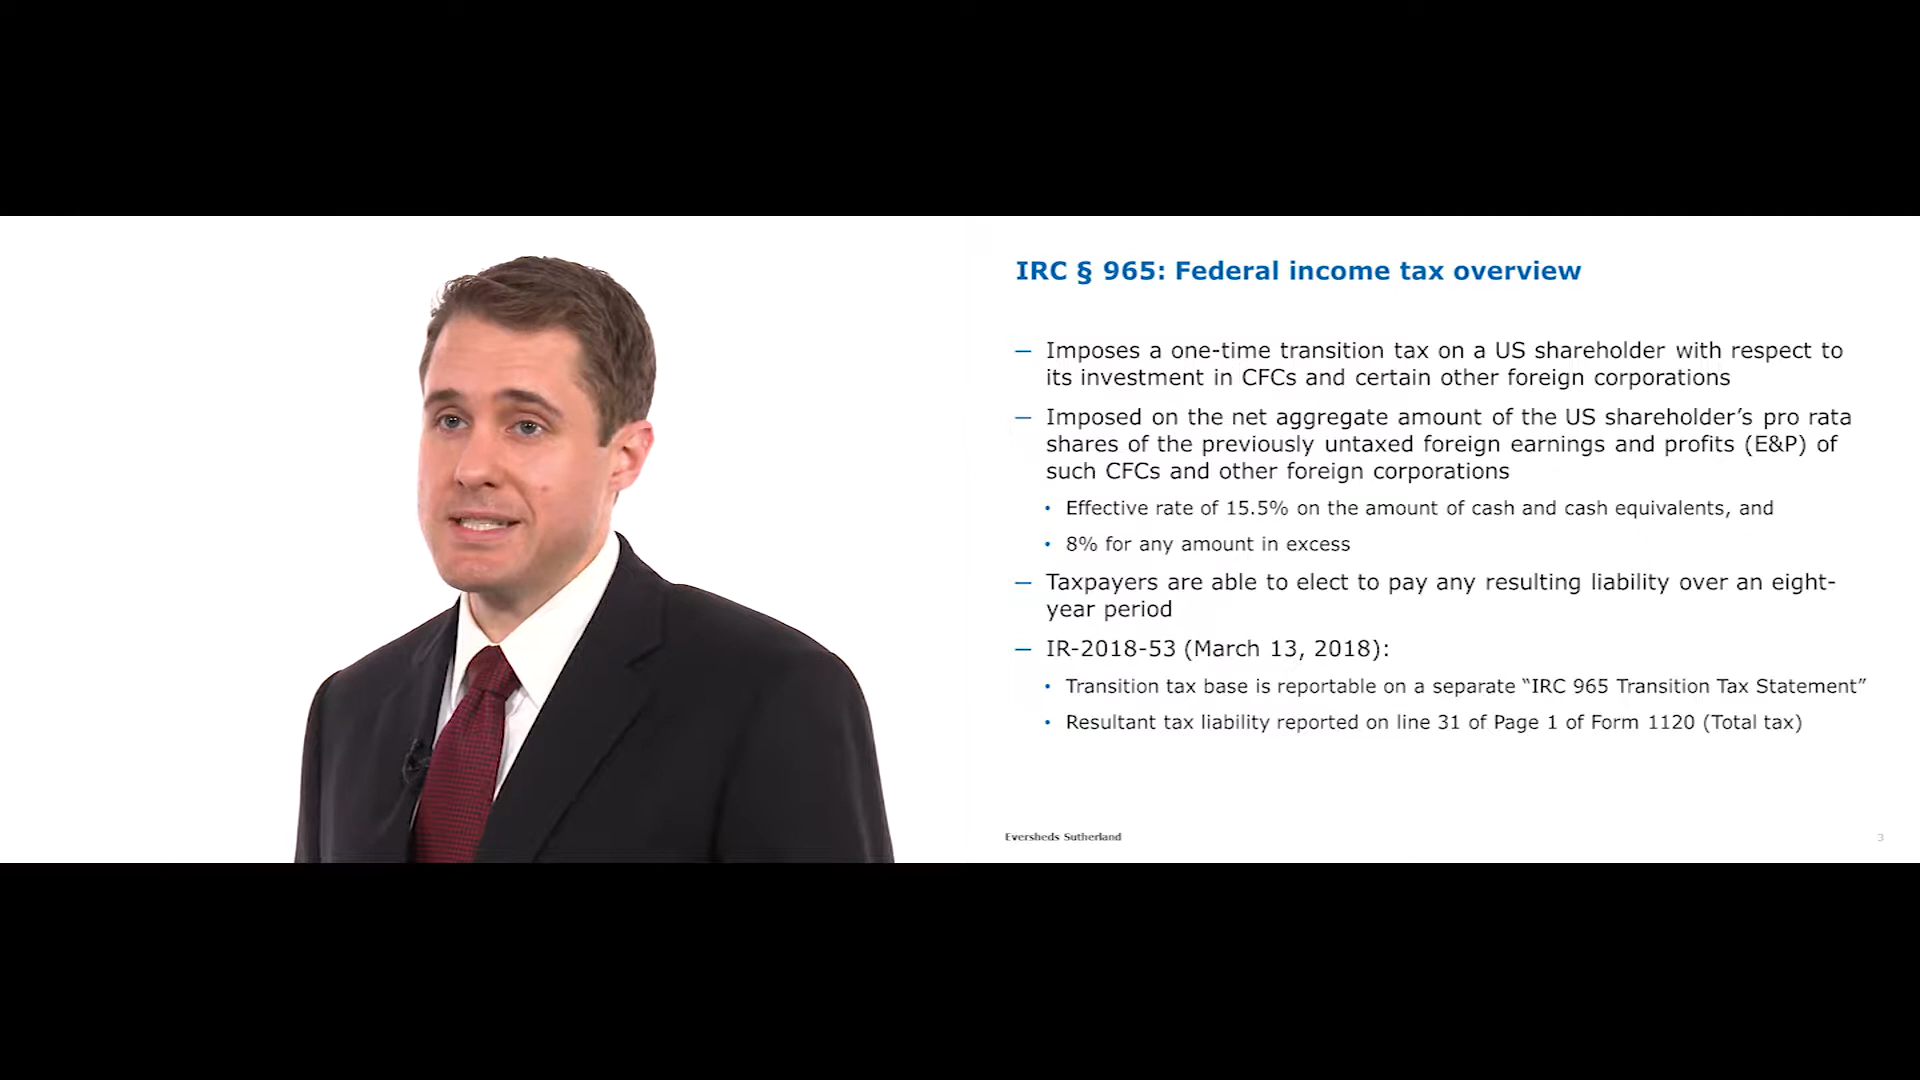 IRC § 965: Federal income tax overview
— Imposes a one-time transition tax on a US shareholder with respect to
its investment in CFCs and certain other foreign corporations
— Imposed on the net aggregate amount of the US shareholder’s pro rata
shares of the previously untaxed foreign earnings and profits (E&P) of
such CFCs and other foreign corporations
• Effective rate of 15.5% on the amount of cash and cash equivalents, and
• 8% for any amount in excess
— Taxpayers are able to elect to pay any resulting liability over an eight-
year period
— IR-2018-53 (March 13, 2018):
• Transition tax base is reportable on a separate “IRC 965 Transition Tax Statement”
• Resultant tax liability reported on line 31 of Page 1 of Form 1120 (Total tax)
Eversheds Sutherland
3